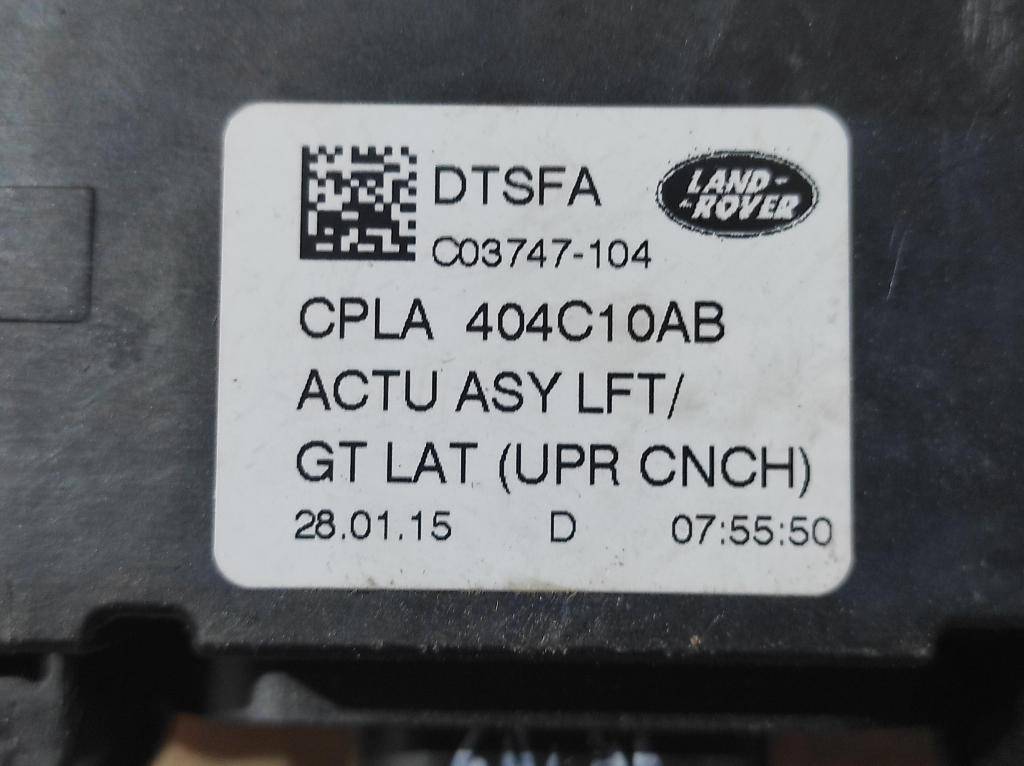 DTSFA
LAND-
-ROVER
C03747-104
CPLA 404C10AB
ACTU ASY LFT/
GT LAT (UPR CNCH)
28.01.15 D 07:55:50